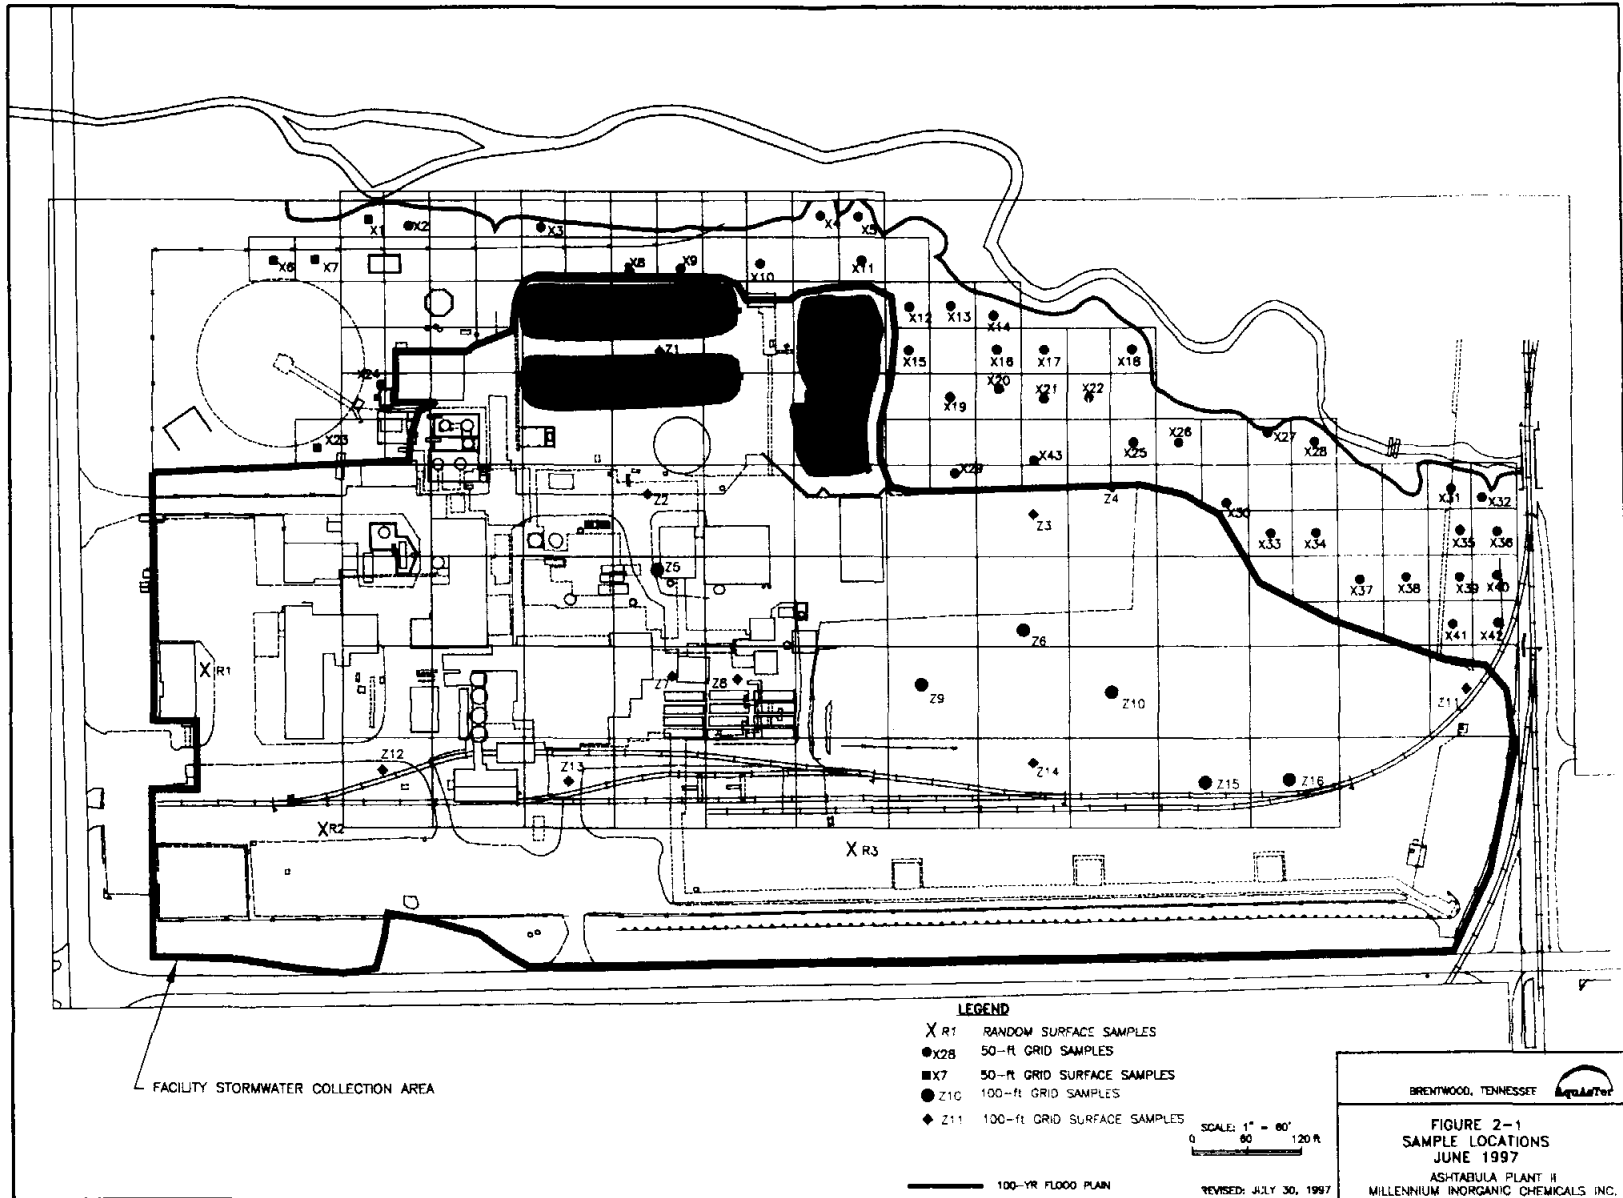 X1
X2
X3
X4
X5
X6
X7
X8
X9
X10
X11
X12
X13
X14
Z1
X15
X16
X17
X18
X24
X20
X19
X21
X22
X23
X25
X26
X27
X28
X29
X43
Z2
Z4
Z3
X30
X31
X32
X33
X34
X35
X36
Z5
X37
X38
X39
X40
Z6
X41
X42
R1
Z7
Z8
Z9
Z10
Z11
Z12
Z13
Z14
Z15
Z16
R2
R3
FACILITY STORMWATER COLLECTION AREA
LEGEND
X R1 RANDOM SURFACE SAMPLES
X28 50-ft GRID SAMPLES
X7 50-ft GRID SURFACE SAMPLES
Z10 100-ft GRID SAMPLES
Z11 100-ft GRID SURFACE SAMPLES
SCALE: 1" = 60'
0 60 120 ft
100-YR FLOOD PLAIN
REVISED: JULY 30, 1997
BRENTWOOD, TENNESSEE
AquAeTer
FIGURE 2-1
SAMPLE LOCATIONS
JUNE 1997
ASHTABULA PLANT II
MILLENNIUM INORGANIC CHEMICALS INC.